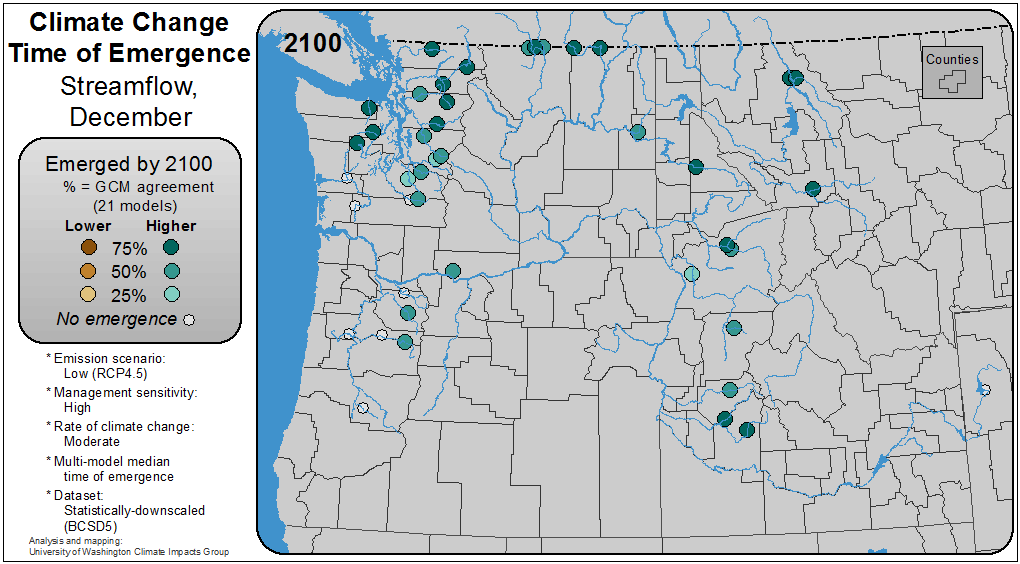 Climate Change
Time of Emergence
Streamflow,
December
Emerged by 2100
% = GCM agreement
(21 models)
Lower Higher
75%
50%
25%
No emergence
* Emission scenario:
Low (RCP4.5)
* Management sensitivity:
High
* Rate of climate change:
Moderate
* Multi-model median
time of emergence
* Dataset:
Statistically-downscaled
(BCSD5)
Analysis and mapping:
University of Washington Climate Impacts Group
2100
Counties